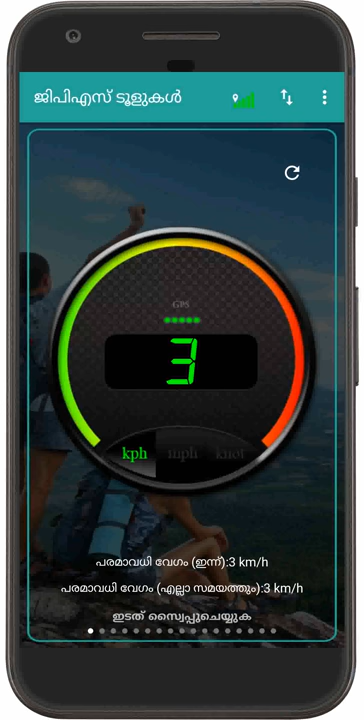 ജിപിഎസ് ടൂളുകൾ
GPS
3
kph mph knot
പരമാവധി വേഗം (ഇന്ന്):3 km/h
പരമാവധി വേഗം (എല്ലാ സമയത്തും):3 km/h
ഇടത് സ്വൈപ്പുചെയ്യുക